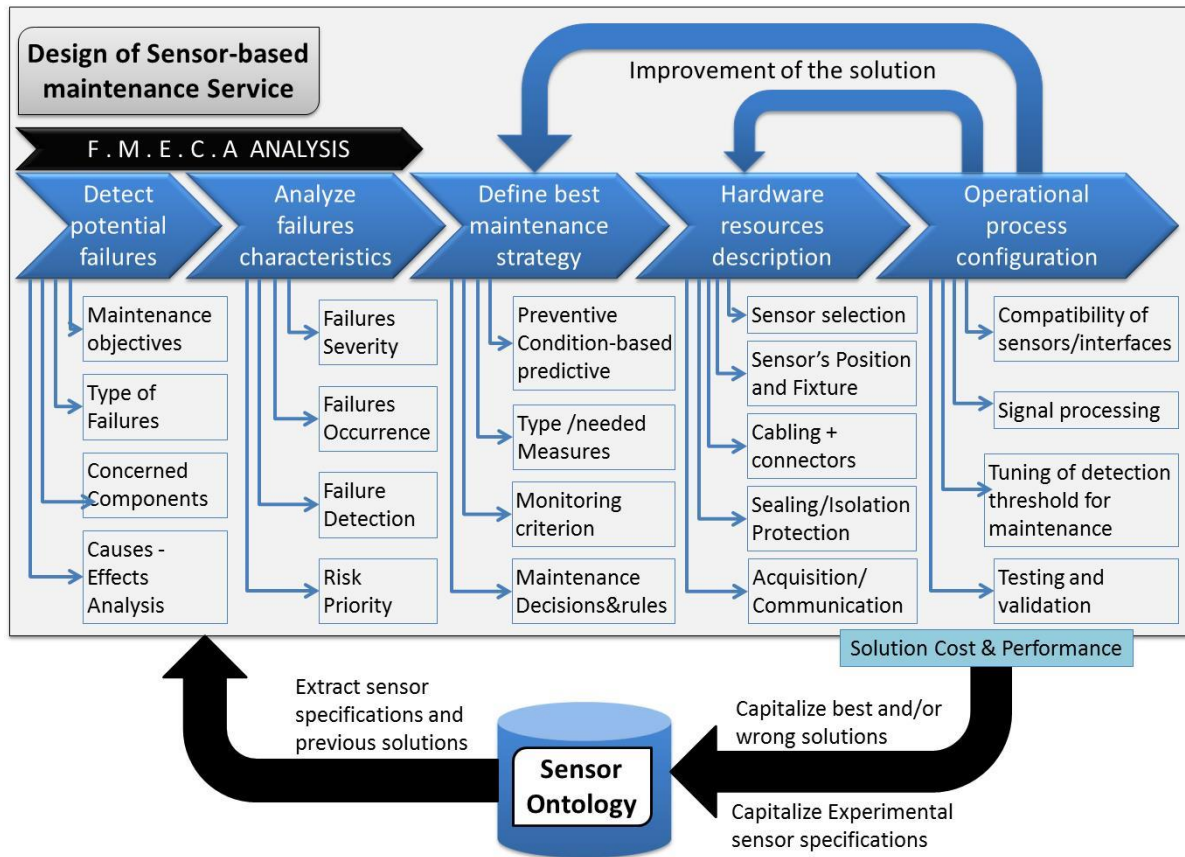 Design of Sensor-based
maintenance Service
Improvement of the solution
F . M . E . C . A ANALYSIS
Detect
potential
failures
Analyze
failures
characteristics
Define best
maintenance
strategy
Hardware
resources
description
Operational
process
configuration
Maintenance
objectives
Type of
Failures
Concerned
Components
Causes -
Effects
Analysis
Failures
Severity
Failures
Occurrence
Failure
Detection
Risk
Priority
Preventive
Condition-based
predictive
Type /needed
Measures
Monitoring
criterion
Maintenance
Decisions&rules
Sensor selection
Sensor's Position
and Fixture
Cabling +
connectors
Sealing/Isolation
Protection
Acquisition/
Communication
Compatibility of
sensors/interfaces
Signal processing
Tuning of detection
threshold for
maintenance
Testing and
validation
Solution Cost & Performance
Extract sensor
specifications and
previous solutions
Sensor
Ontology
Capitalize best and/or
wrong solutions
Capitalize Experimental
sensor specifications